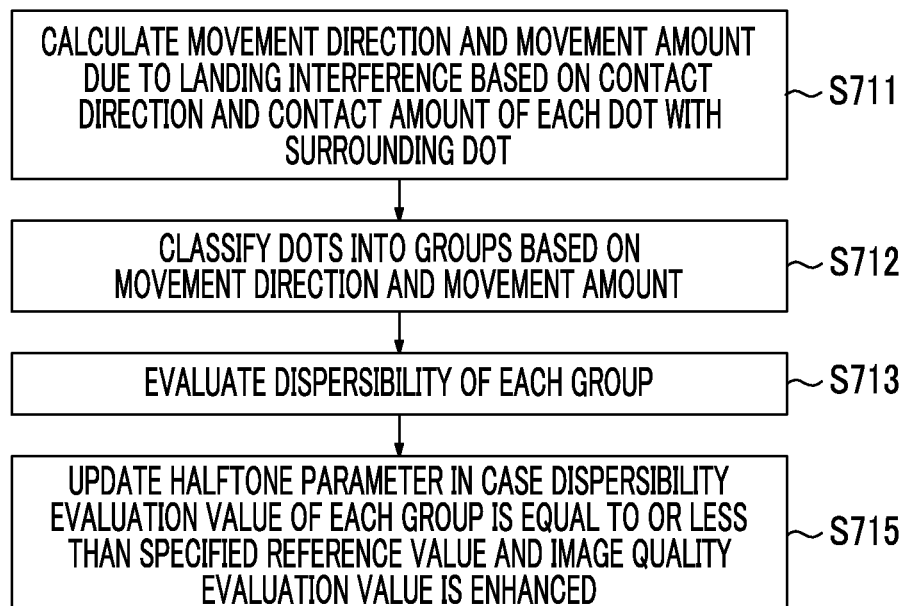 CALCULATE MOVEMENT DIRECTION AND MOVEMENT AMOUNT
DUE TO LANDING INTERFERENCE BASED ON CONTACT
DIRECTION AND CONTACT AMOUNT OF EACH DOT WITH
SURROUNDING DOT
S711
CLASSIFY DOTS INTO GROUPS BASED ON
MOVEMENT DIRECTION AND MOVEMENT AMOUNT
S712
EVALUATE DISPERSIBILITY OF EACH GROUP
S713
UPDATE HALFTONE PARAMETER IN CASE DISPERSIBILITY
EVALUATION VALUE OF EACH GROUP IS EQUAL TO OR LESS
THAN SPECIFIED REFERENCE VALUE AND IMAGE QUALITY
EVALUATION VALUE IS ENHANCED
S715